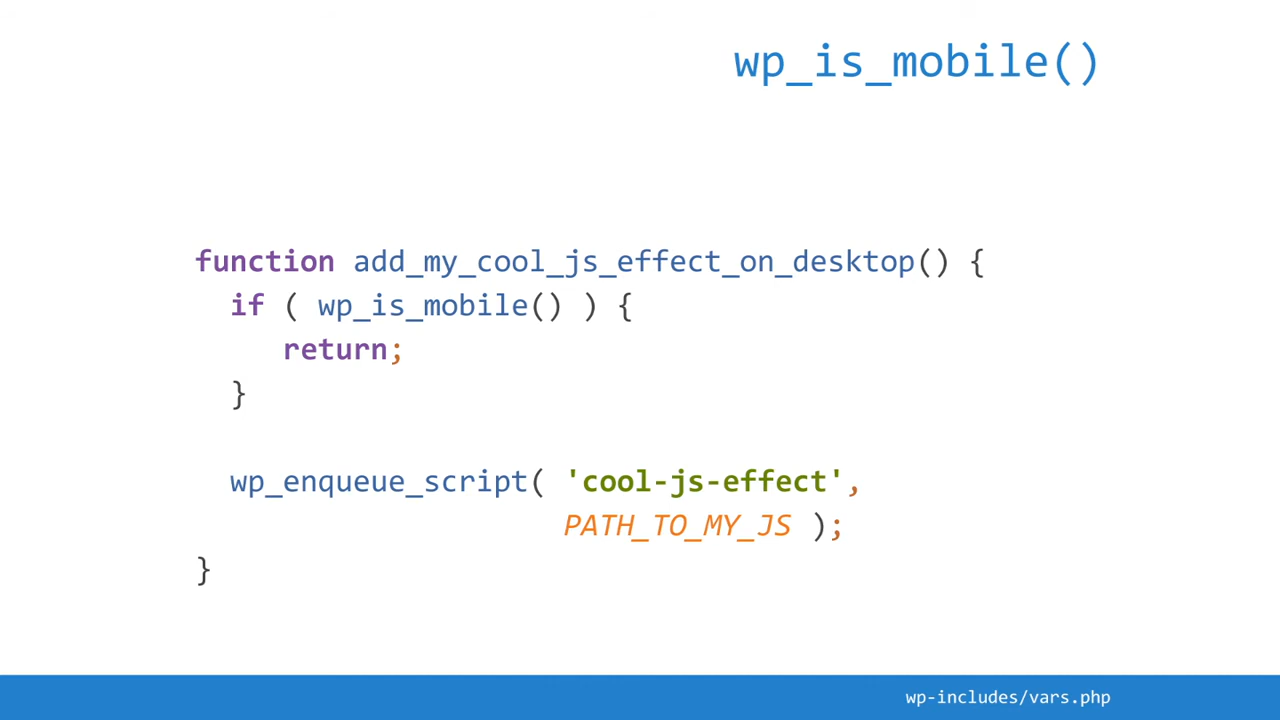 wp_is_mobile()
function add_my_cool_js_effect_on_desktop() {
if ( wp_is_mobile() ) {
return;
}
wp_enqueue_script( 'cool-js-effect',
PATH_TO_MY_JS );
}
wp-includes/vars.php